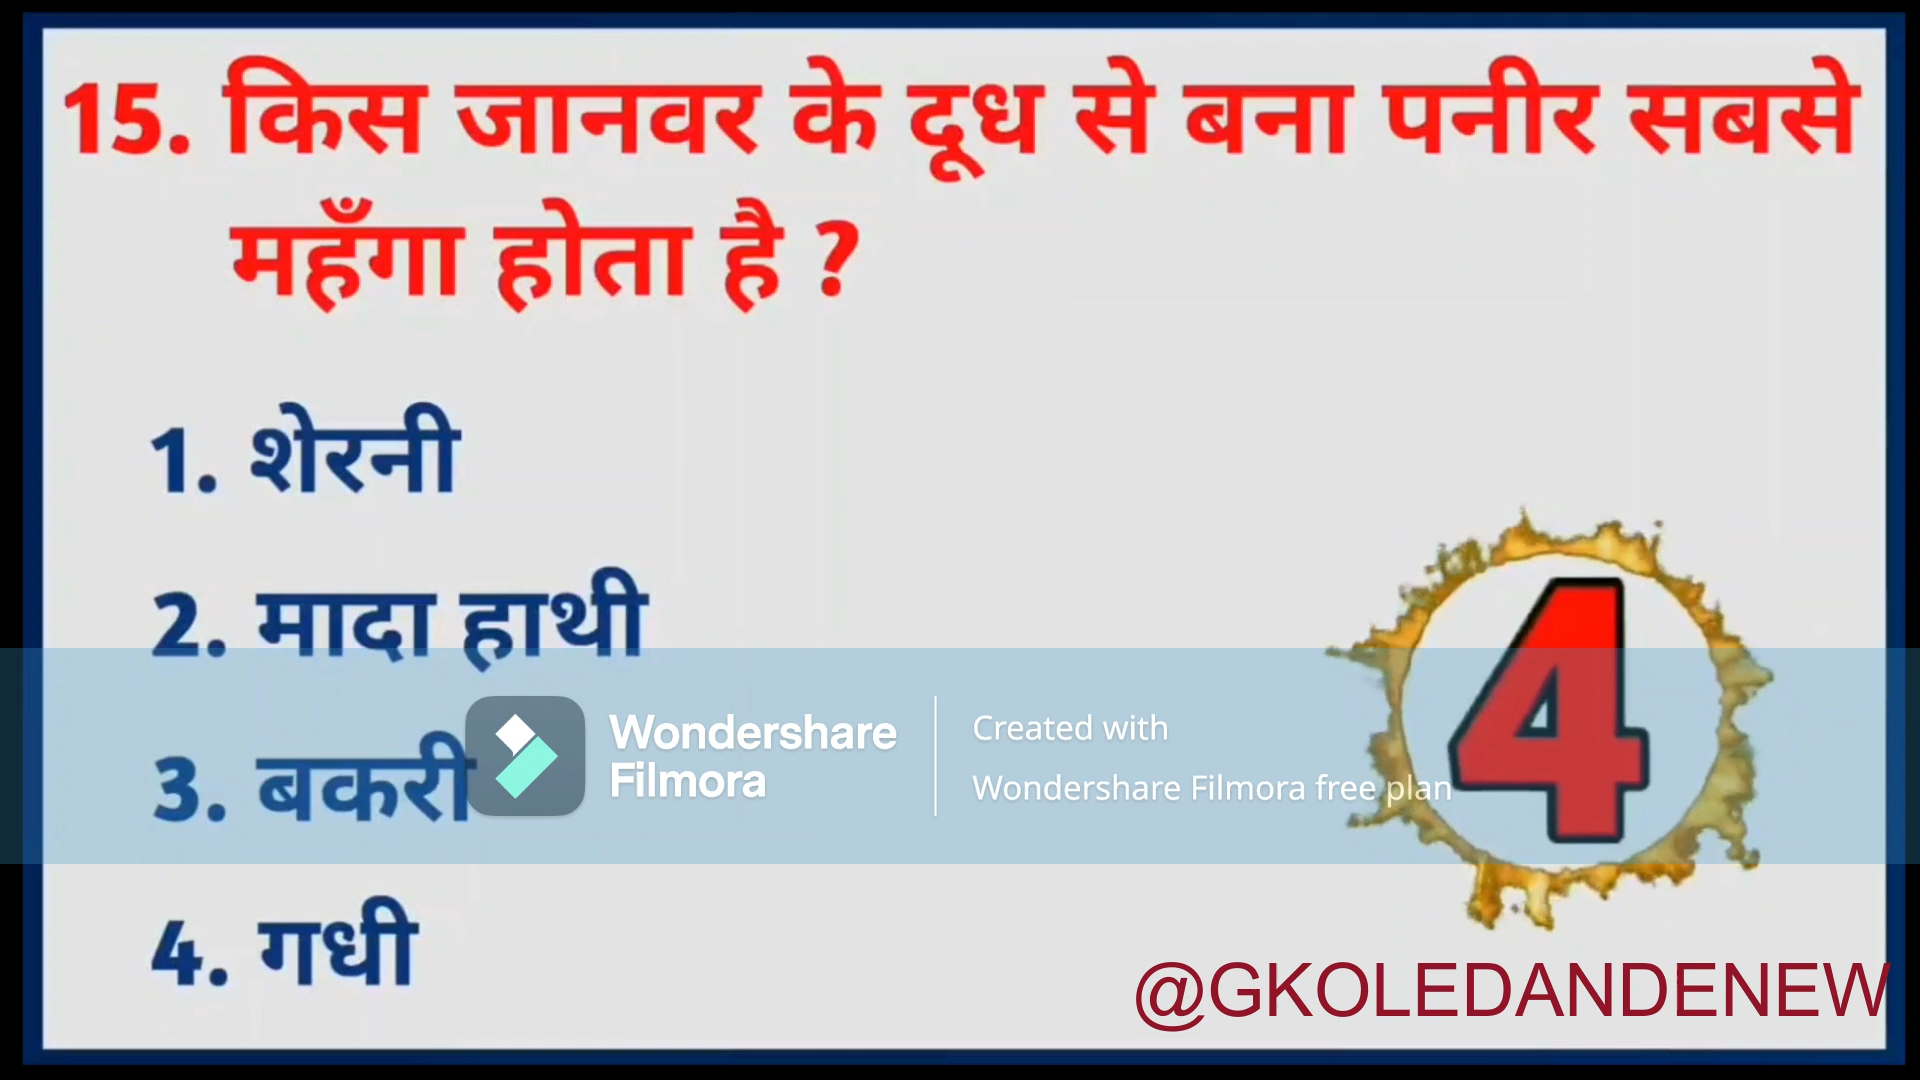 15. किस जानवर के दूध से बना पनीर सबसे
महँगा होता है ?
1. शेरनी
2. मादा हाथी
3. बकरी
4. गधी
4
Wondershare
Filmora
Created with
Wondershare Filmora free plan
@GKOLEDANDENEW